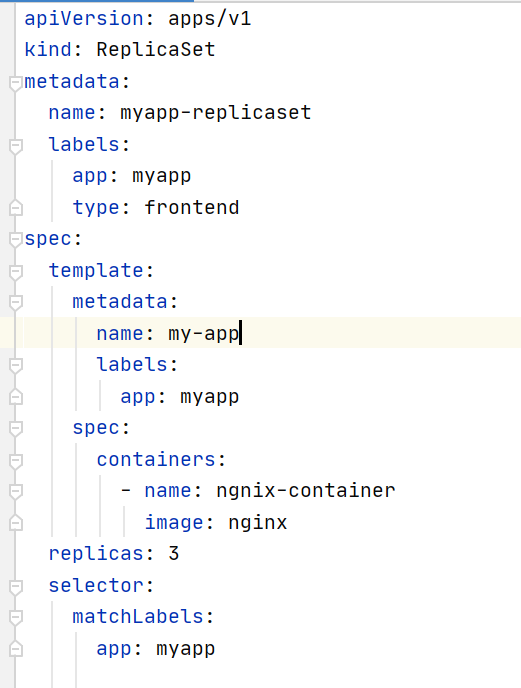 apiVersion: apps/v1
kind: ReplicaSet
metadata:
  name: myapp-replicaset
  labels:
    app: myapp
    type: frontend
spec:
  template:
    metadata:
      name: my-app
      labels:
        app: myapp
    spec:
      containers:
        - name: ngnix-container
          image: nginx
  replicas: 3
  selector:
    matchLabels:
      app: myapp